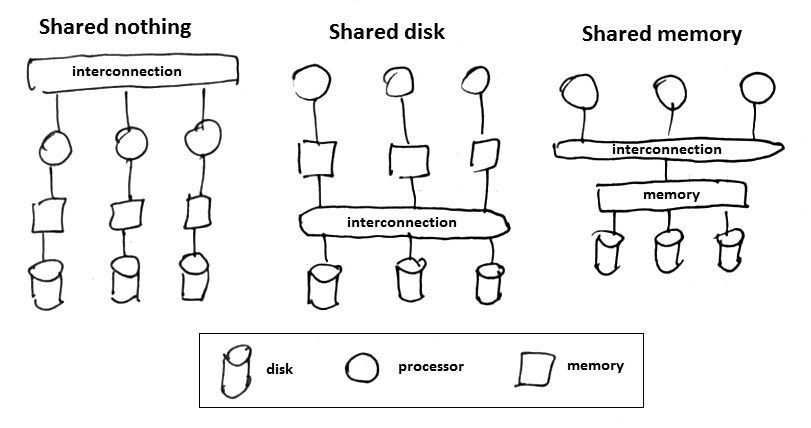 Shared nothing
interconnection
Shared disk
interconnection
Shared memory
interconnection
memory
disk
processor
memory